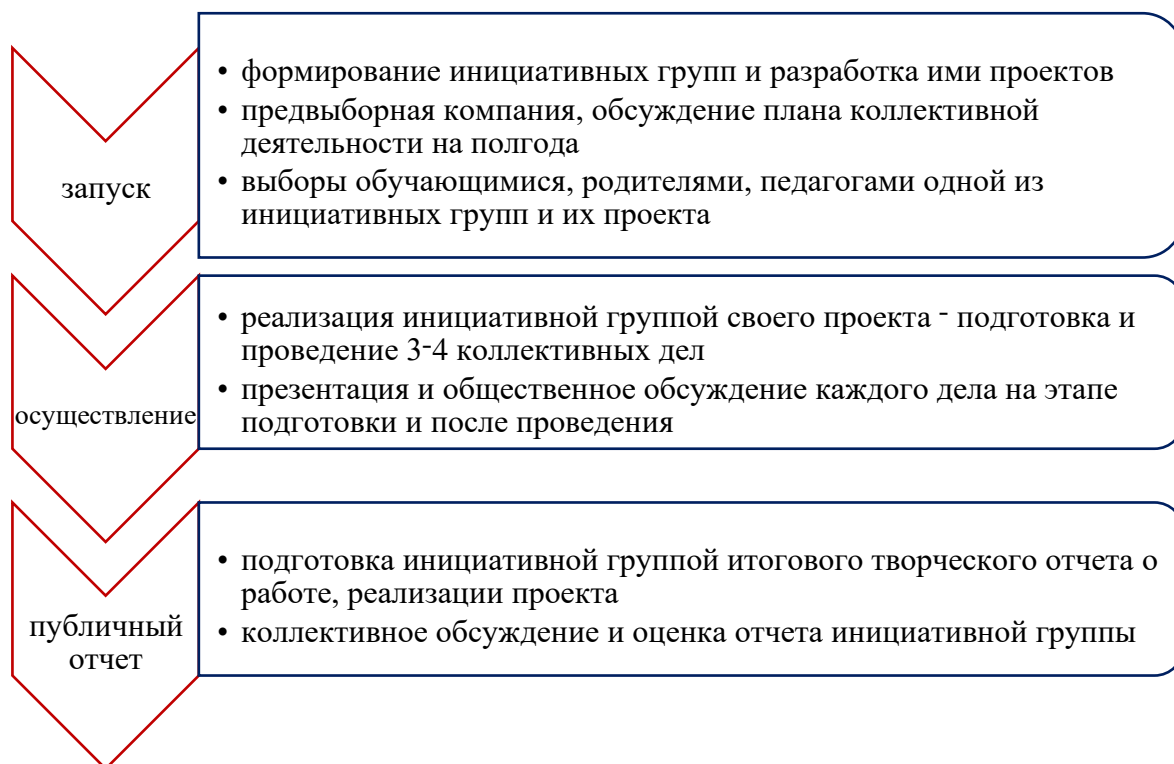 запуск
• формирование инициативных групп и разработка ими проектов
• предвыборная компания, обсуждение плана коллективной
деятельности на полгода
• выборы обучающимися, родителями, педагогами одной из
инициативных групп и их проекта
осуществление
• реализация инициативной группой своего проекта - подготовка и
проведение 3-4 коллективных дел
• презентация и общественное обсуждение каждого дела на этапе
подготовки и после проведения
публичный
отчет
• подготовка инициативной группой итогового творческого отчета о
работе, реализации проекта
• коллективное обсуждение и оценка отчета инициативной группы